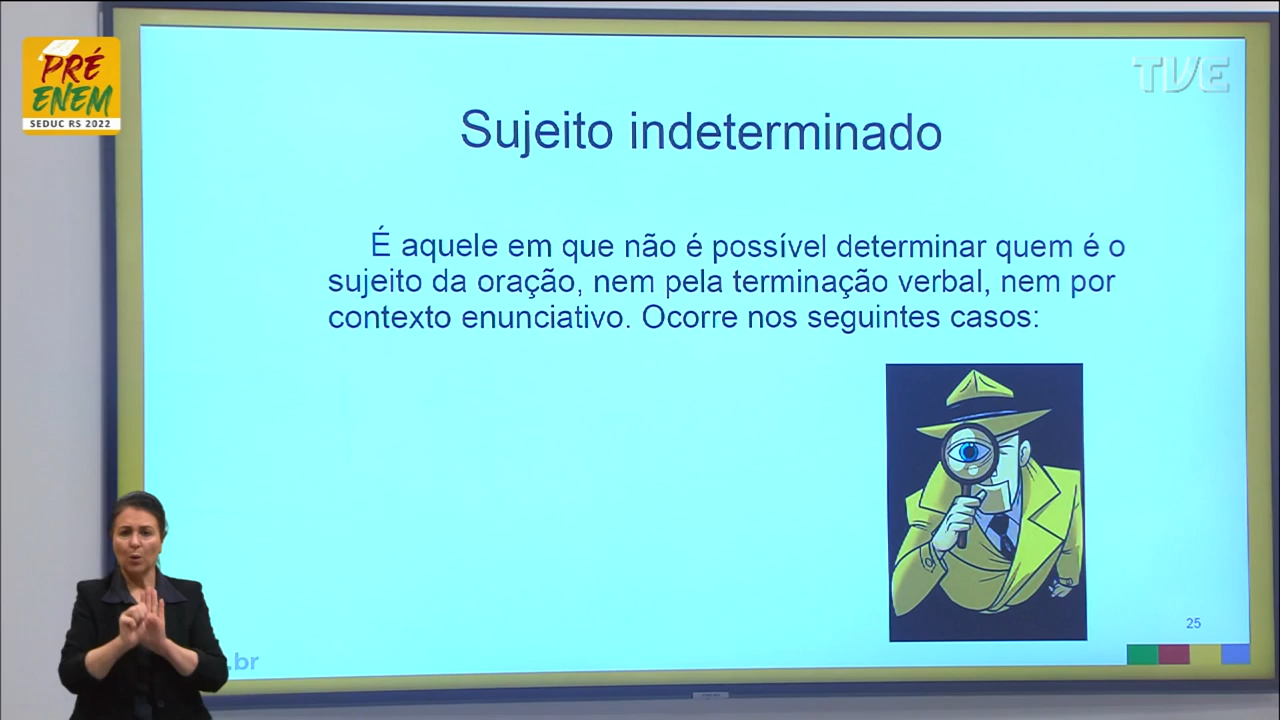 PRÉ
ENEM
SEDUC RS 2022
TVE
Sujeito indeterminado
É aquele em que não é possível determinar quem é o
sujeito da oração, nem pela terminação verbal, nem por
contexto enunciativo. Ocorre nos seguintes casos:
25
.br